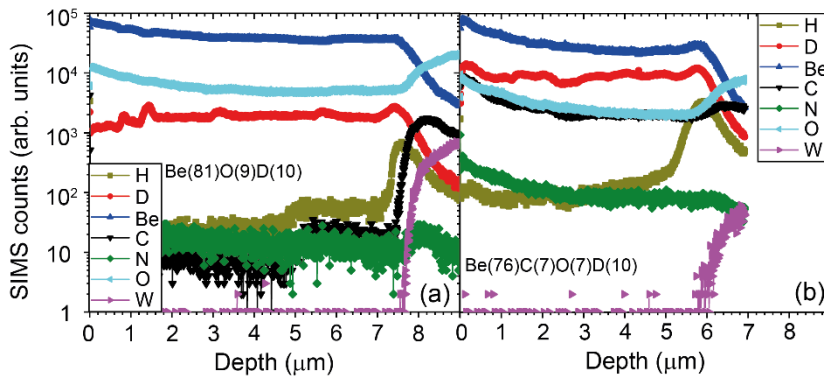 SIMS counts (arb. units)
10⁵
10⁴
10³
10²
10
1
H
D
Be
C
N
O
W
Be(81)O(9)D(10)
(a)
0 1 2 3 4 5 6 7 8
Depth (μm)
H
D
Be
C
N
O
W
Be(76)C(7)O(7)D(10)
(b)
0 1 2 3 4 5 6 7 8
Depth (μm)